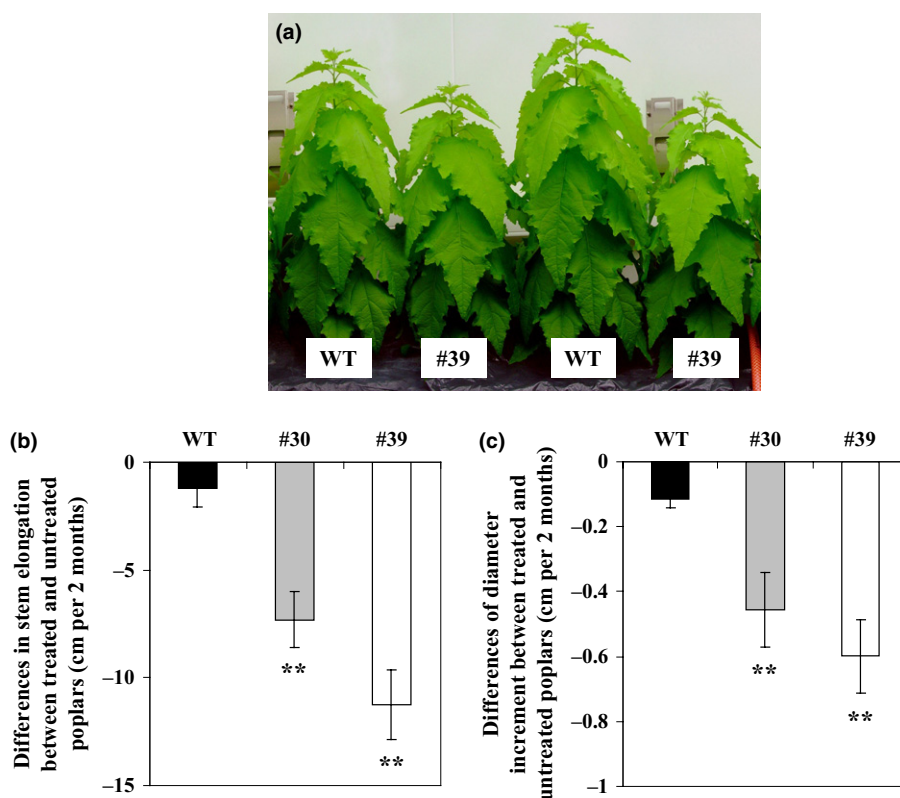 (a)
WT
#39
WT
#39
(b)
WT
#30
#39
Differences in stem elongation
between treated and untreated
poplars (cm per 2 months)
0
−5
−10
−15
**
**
(c)
WT
#30
#39
Differences of diameter
increment between treated and
untreated poplars (cm per 2 months)
0
−0.2
−0.4
−0.6
−0.8
−1
**
**